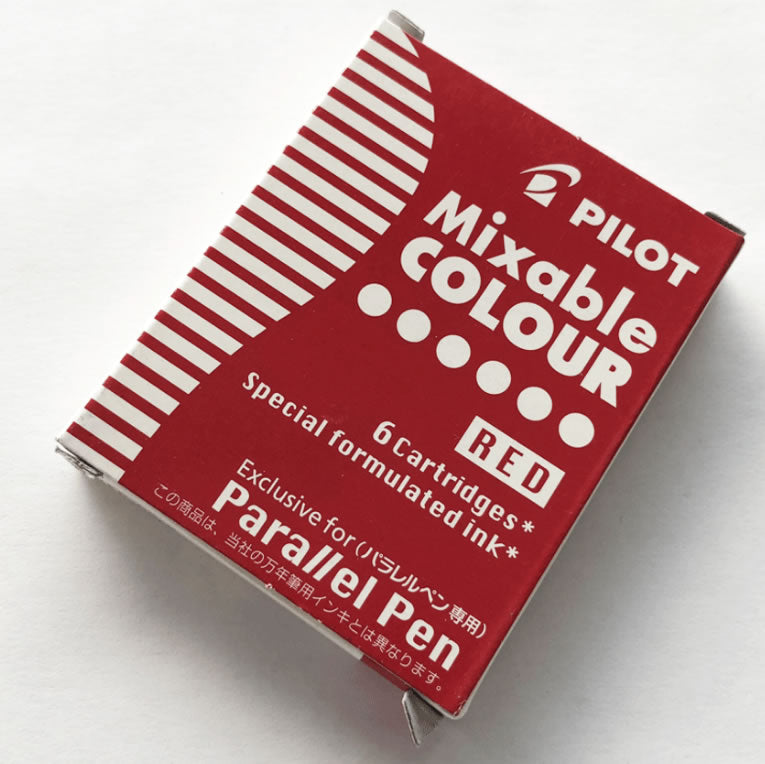 PILOT
Mixable
COLOUR
RED
6 Cartridges*
Special formulated ink*
Exclusive for (パラレルペン専用)
Parallel Pen
この商品は、当社の万年筆用インキとは異なります。